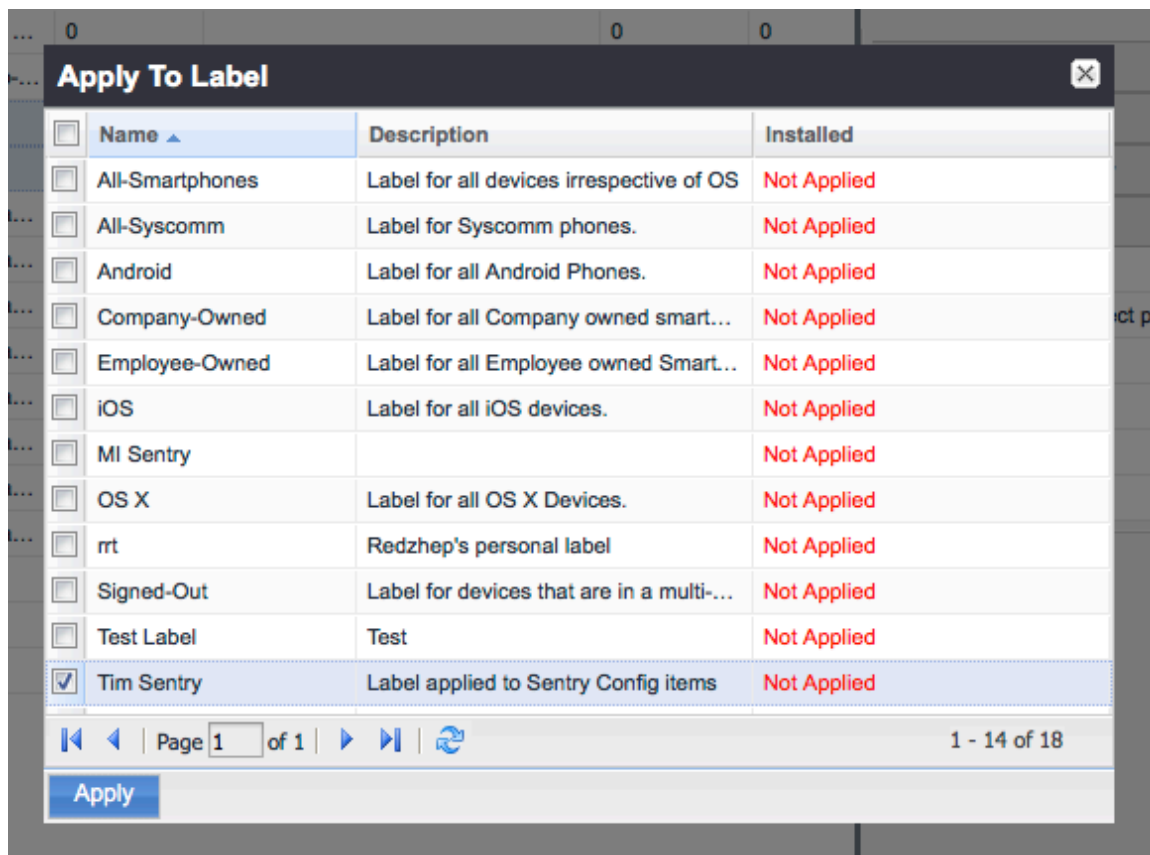 ... 0 0 0
Apply To Label
Name Description Installed
All-Smartphones Label for all devices irrespective of OS Not Applied
All-Syscomm Label for Syscomm phones. Not Applied
Android Label for all Android Phones. Not Applied
Company-Owned Label for all Company owned smart... Not Applied
Employee-Owned Label for all Employee owned Smart... Not Applied
iOS Label for all iOS devices. Not Applied
MI Sentry Not Applied
OS X Label for all OS X Devices. Not Applied
rrt Redzhep's personal label Not Applied
Signed-Out Label for devices that are in a multi-... Not Applied
Test Label Test Not Applied
Tim Sentry Label applied to Sentry Config items Not Applied
Page 1 of 1 1 - 14 of 18
Apply